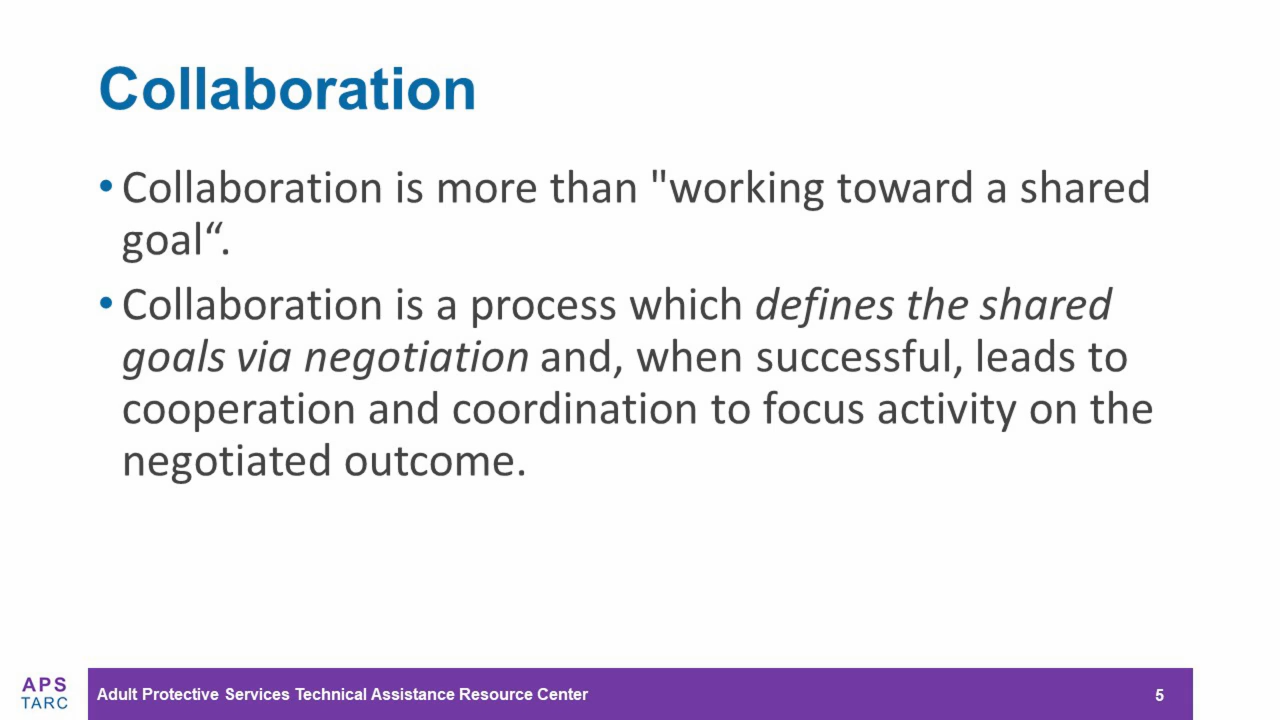 Collaboration
• Collaboration is more than "working toward a shared
goal“.
• Collaboration is a process which defines the shared
goals via negotiation and, when successful, leads to
cooperation and coordination to focus activity on the
negotiated outcome.
APS
TARC
Adult Protective Services Technical Assistance Resource Center
5